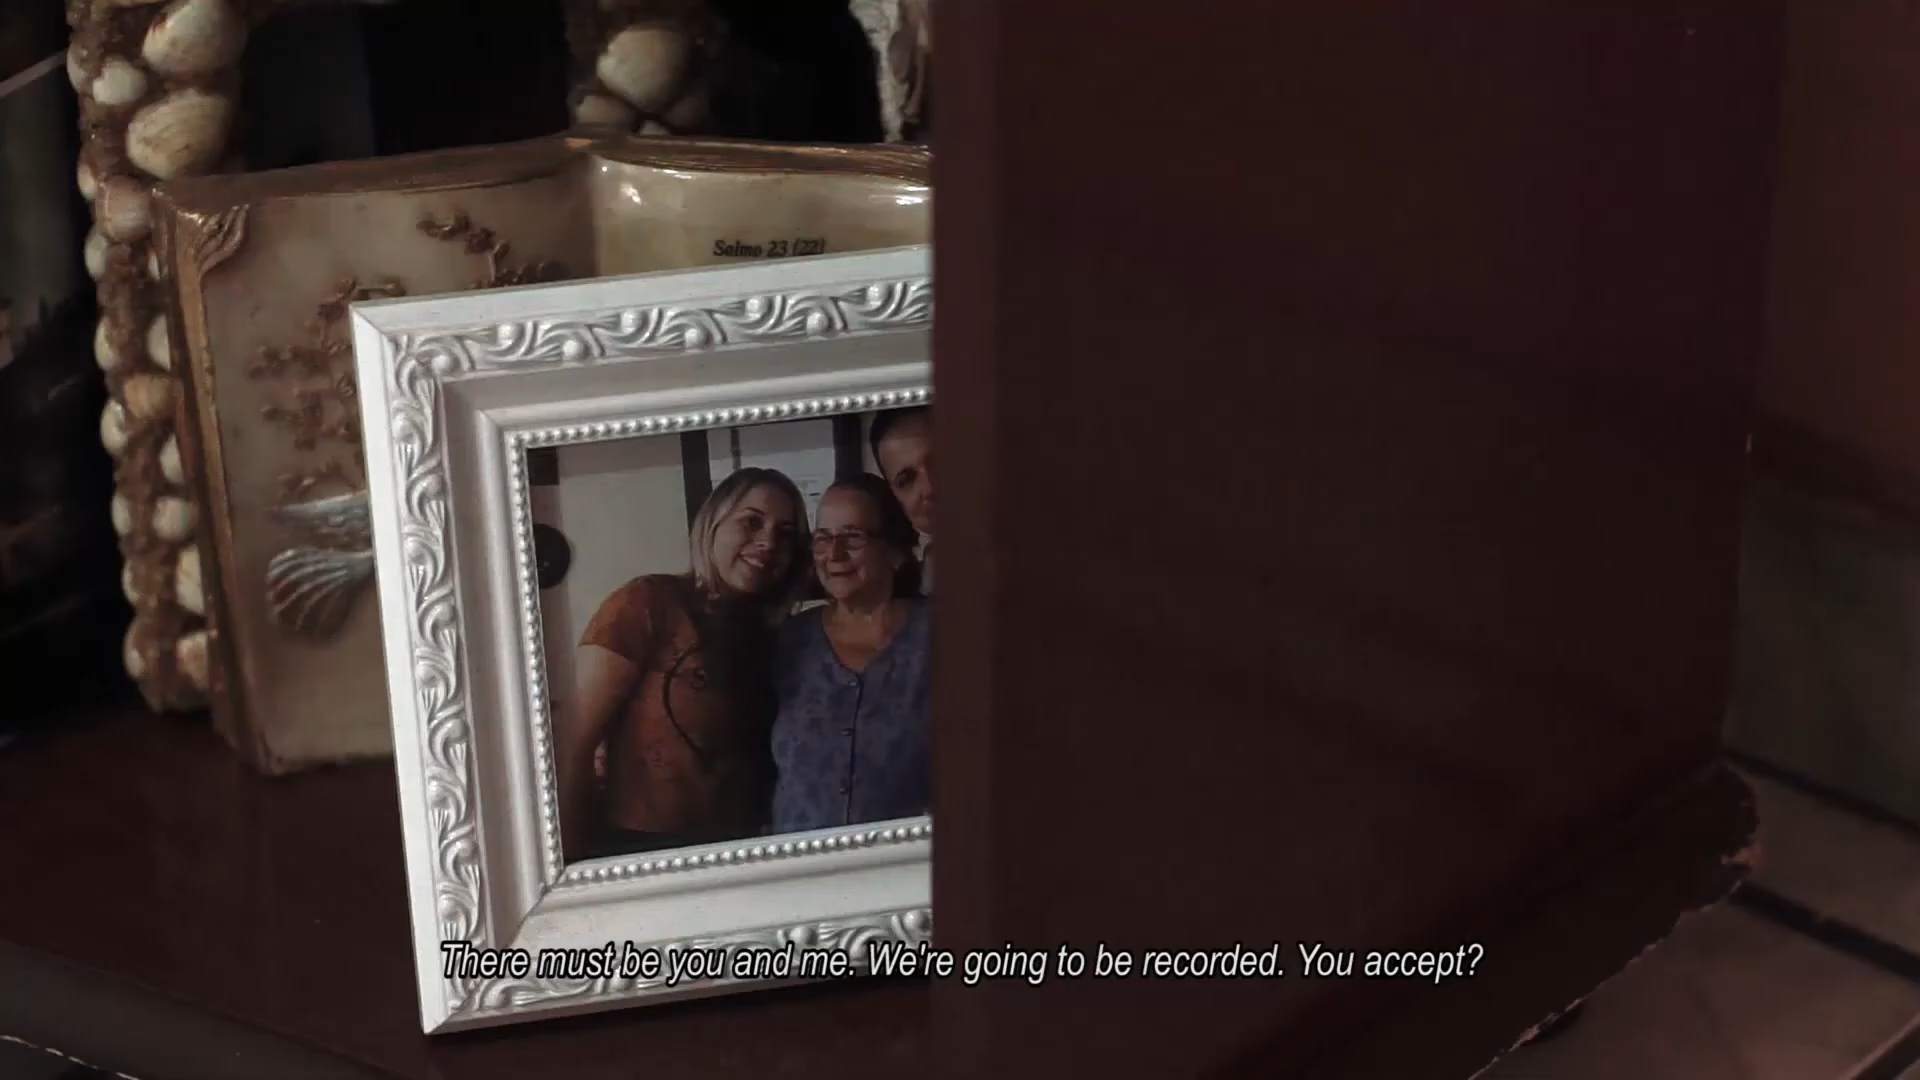 Salmo 23 (22)
There must be you and me. We're going to be recorded. You accept?